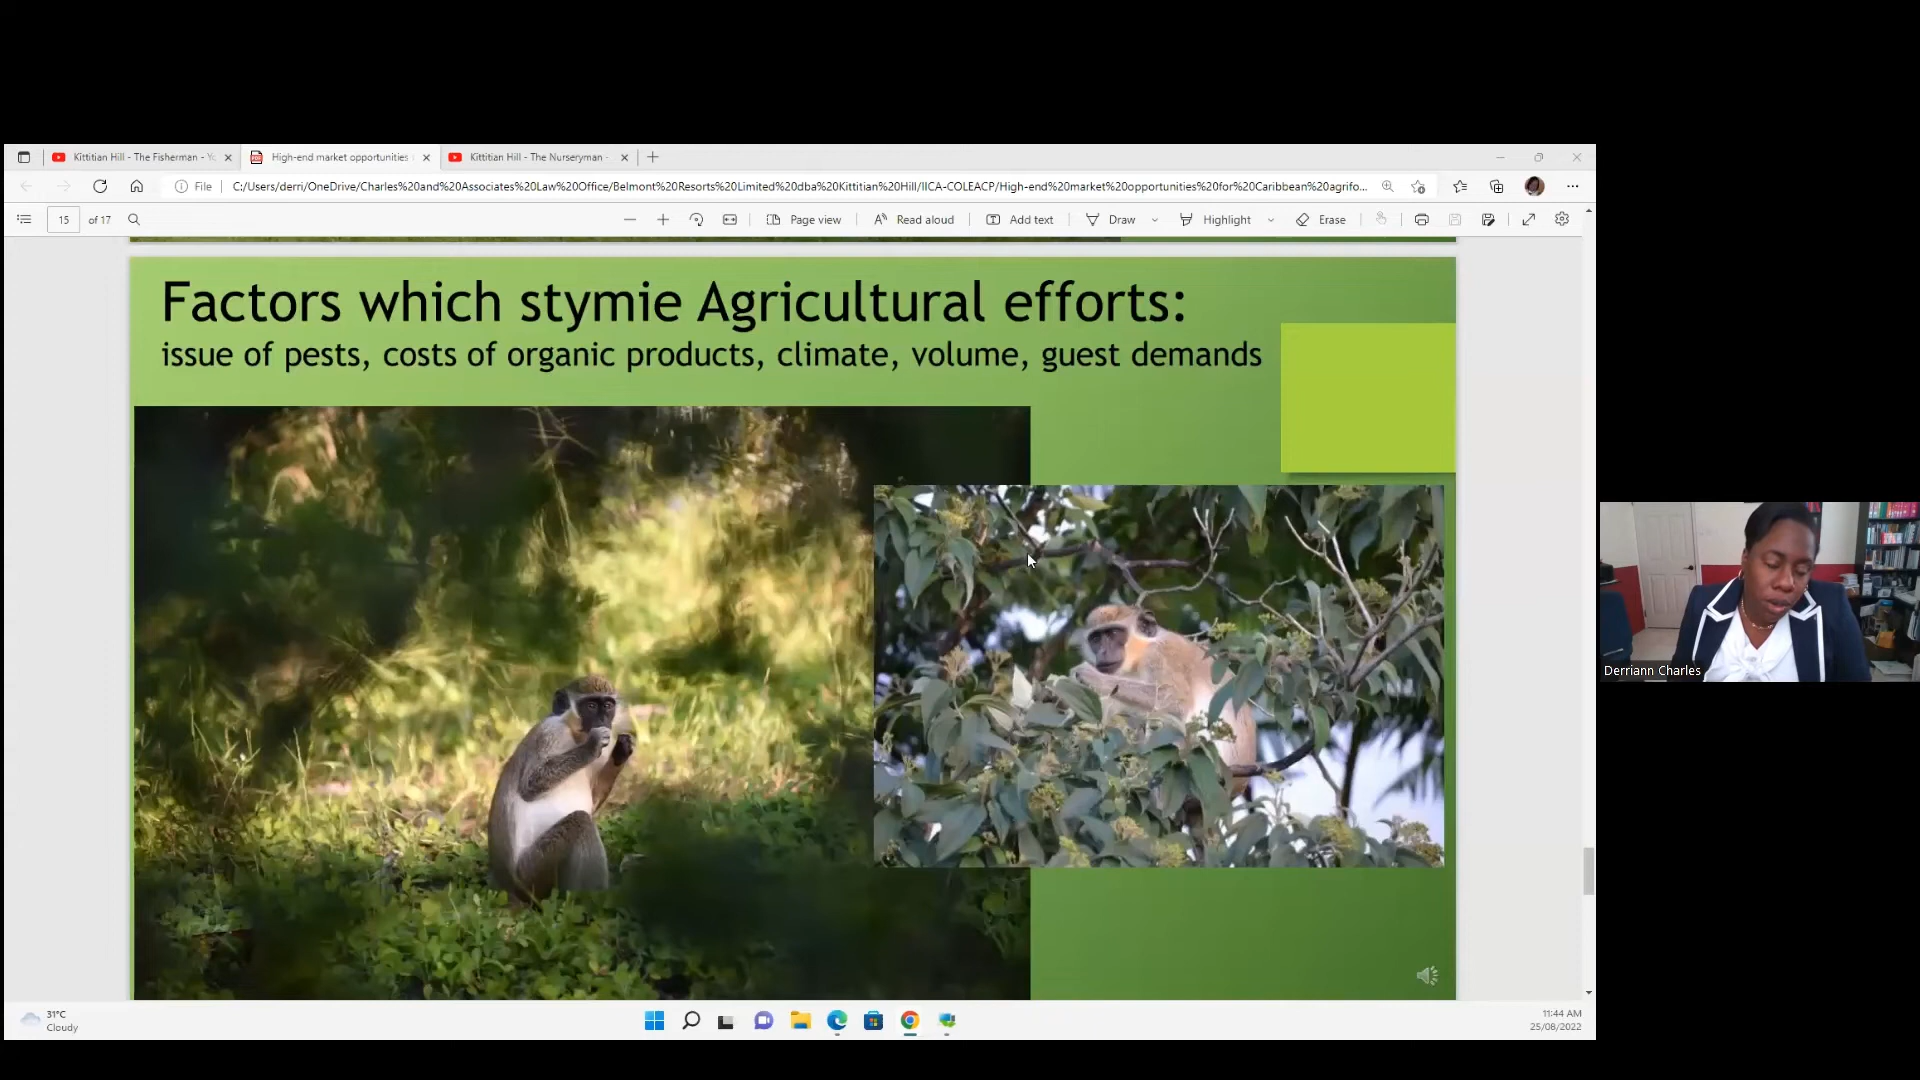 Kittitian Hill - The Fisherman - Yo
High-end market opportunities
Kittitian Hill - The Nurseryman -
File
C:/Users/derri/OneDrive/Charles%20and%20Associates%20Law%20Office/Belmont%20Resorts%20Limited%20dba%20Kittitian%20Hill/IICA-COLEACP/High-end%20market%20opportunities%20for%20Caribbean%20agrifo...
15 of 17
Page view
Read aloud
Add text
Draw
Highlight
Erase
Factors which stymie Agricultural efforts:
issue of pests, costs of organic products, climate, volume, guest demands
Derriann Charles
31°C
Cloudy
11:44 AM
25/08/2022